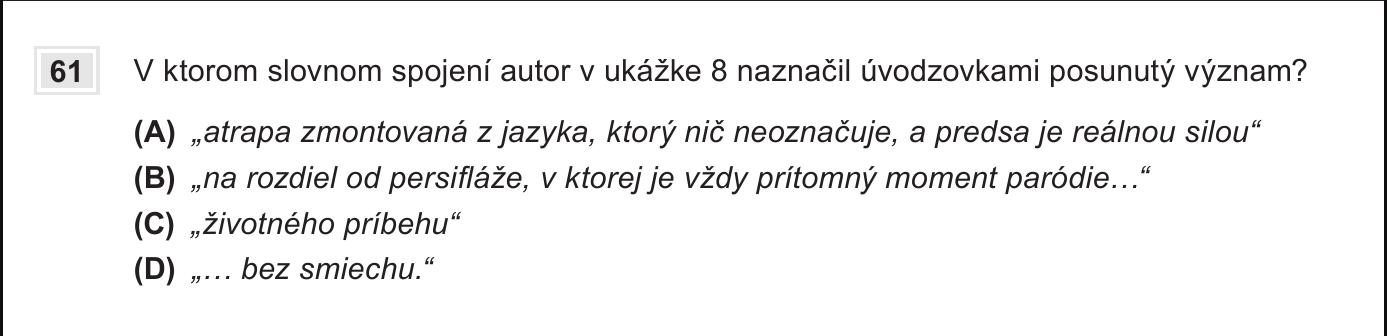 61 V ktorom slovnom spojení autor v ukážke 8 naznačil úvodzovkami posunutý význam?
(A) „atrapa zmontovaná z jazyka, ktorý nič neoznačuje, a predsa je reálnou silou“
(B) „na rozdiel od persifláže, v ktorej je vždy prítomný moment paródie…“
(C) „životného príbehu“
(D) „… bez smiechu.“